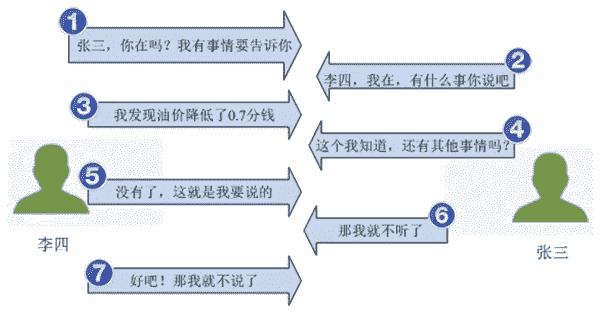 1
张三，你在吗？我有事情要告诉你
2
李四，我在，有什么事你说吧
3
我发现油价降低了0.7分钱
4
这个我知道，还有其他事情吗？
5
没有了，这就是我要说的
6
那我就不听了
李四
张三
7
好吧！那我就不说了